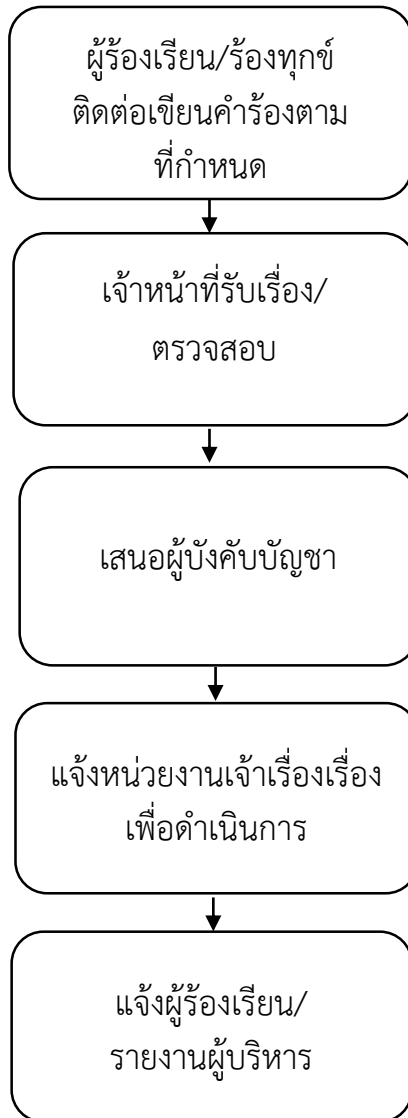 ผู้ร้องเรียน/ร้องทุกข์
ติดต่อเขียนคำร้องตาม
ที่กำหนด
เจ้าหน้าที่รับเรื่อง/
ตรวจสอบ
เสนอผู้บังคับบัญชา
แจ้งหน่วยงานเจ้าเรื่องเรื่อง
เพื่อดำเนินการ
แจ้งผู้ร้องเรียน/
รายงานผู้บริหาร